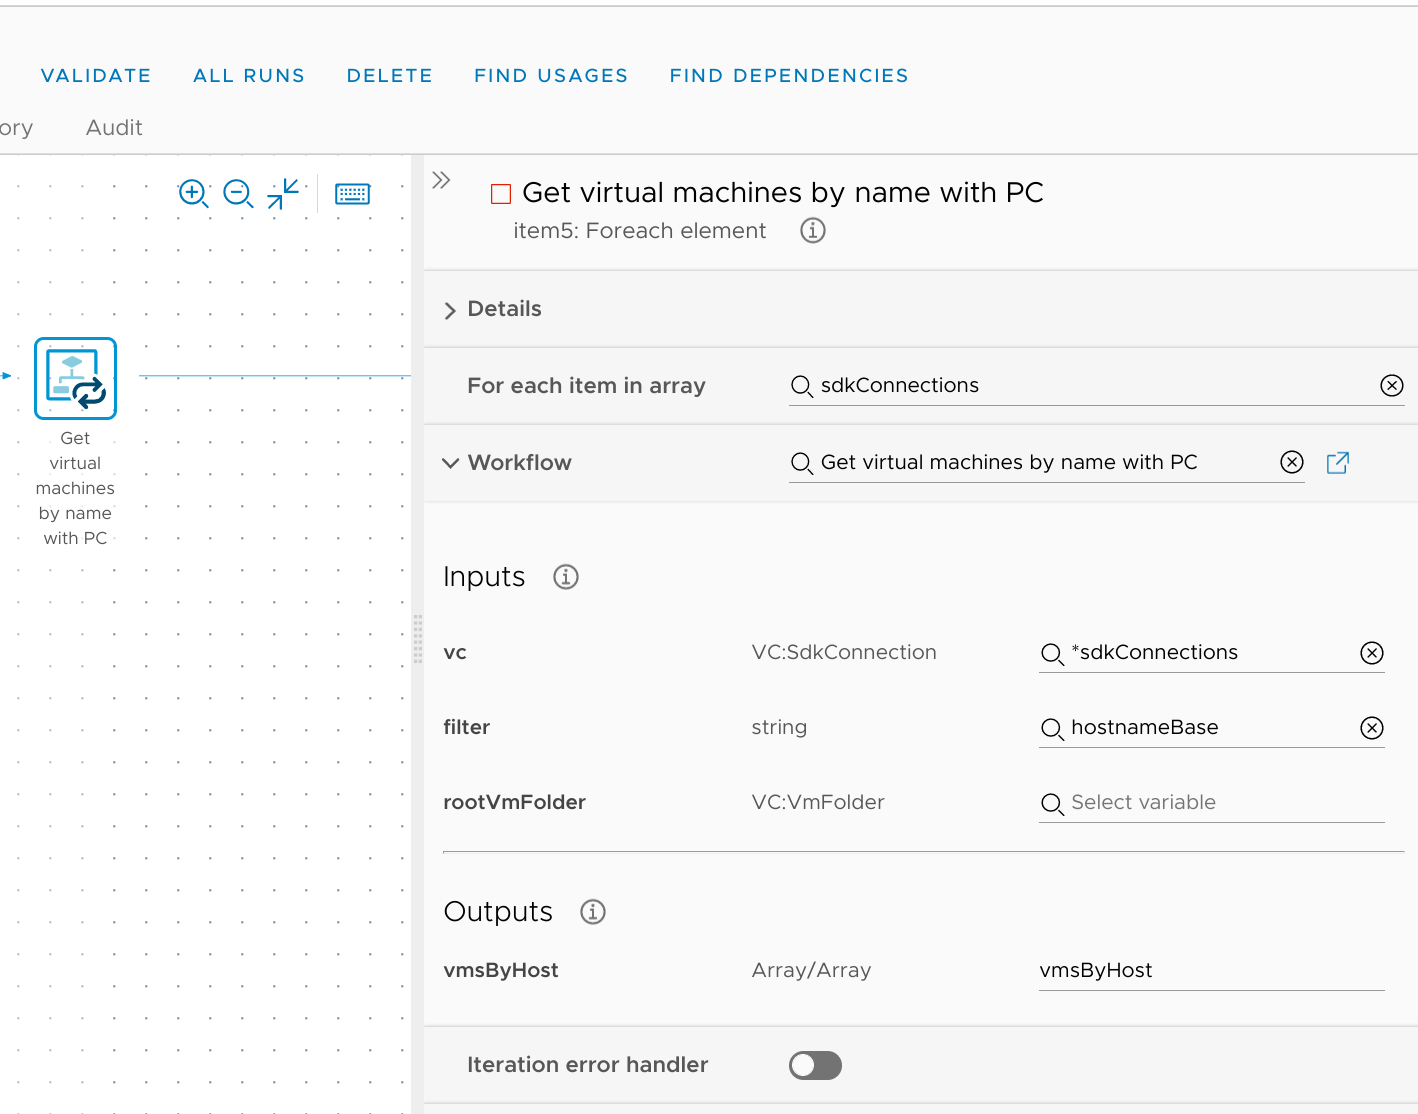 VALIDATE ALL RUNS DELETE FIND USAGES FIND DEPENDENCIES
ory Audit
Get virtual machines by name with PC
item5: Foreach element
Details
For each item in array sdkConnections
Workflow Get virtual machines by name with PC
Get
virtual
machines
by name
with PC
Inputs
vc VC:SdkConnection *sdkConnections
filter string hostnameBase
rootVmFolder VC:VmFolder Select variable
Outputs
vmsByHost Array/Array vmsByHost
Iteration error handler